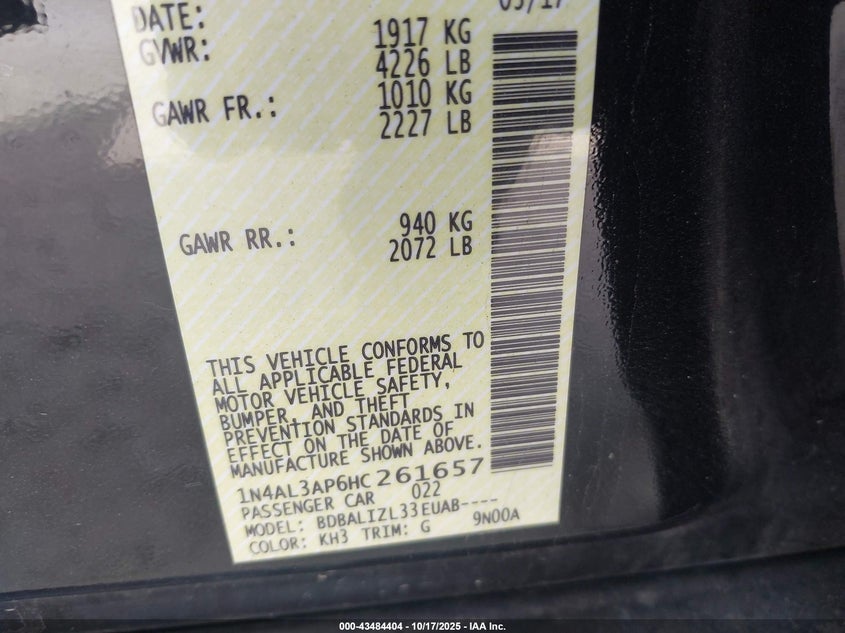 DATE:
GVWR: 1917 KG
4226 LB
GAWR FR.: 1010 KG
2227 LB
GAWR RR.: 940 KG
2072 LB
THIS VEHICLE CONFORMS TO
ALL APPLICABLE FEDERAL
MOTOR VEHICLE SAFETY,
BUMPER, AND THEFT
PREVENTION STANDARDS IN
EFFECT ON THE DATE OF
MANUFACTURE SHOWN ABOVE.
1N4AL3AP6HC261657
PASSENGER CAR 022
MODEL: BDBALIZL33EUAB----
COLOR: KH3 TRIM: G 9N00A
000-43484404 | 10/17/2025 - IAA Inc.